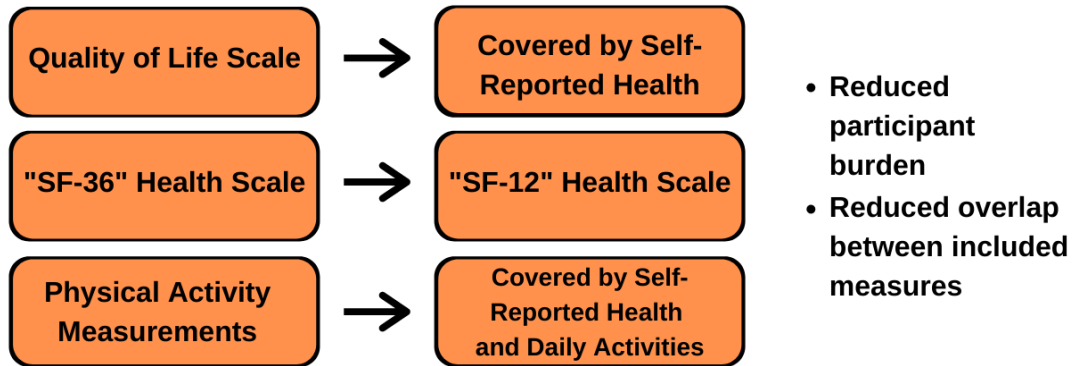 Quality of Life Scale
Covered by Self-
Reported Health
"SF-36" Health Scale
"SF-12" Health Scale
Physical Activity
Measurements
Covered by Self-
Reported Health
and Daily Activities
• Reduced
participant
burden
• Reduced overlap
between included
measures